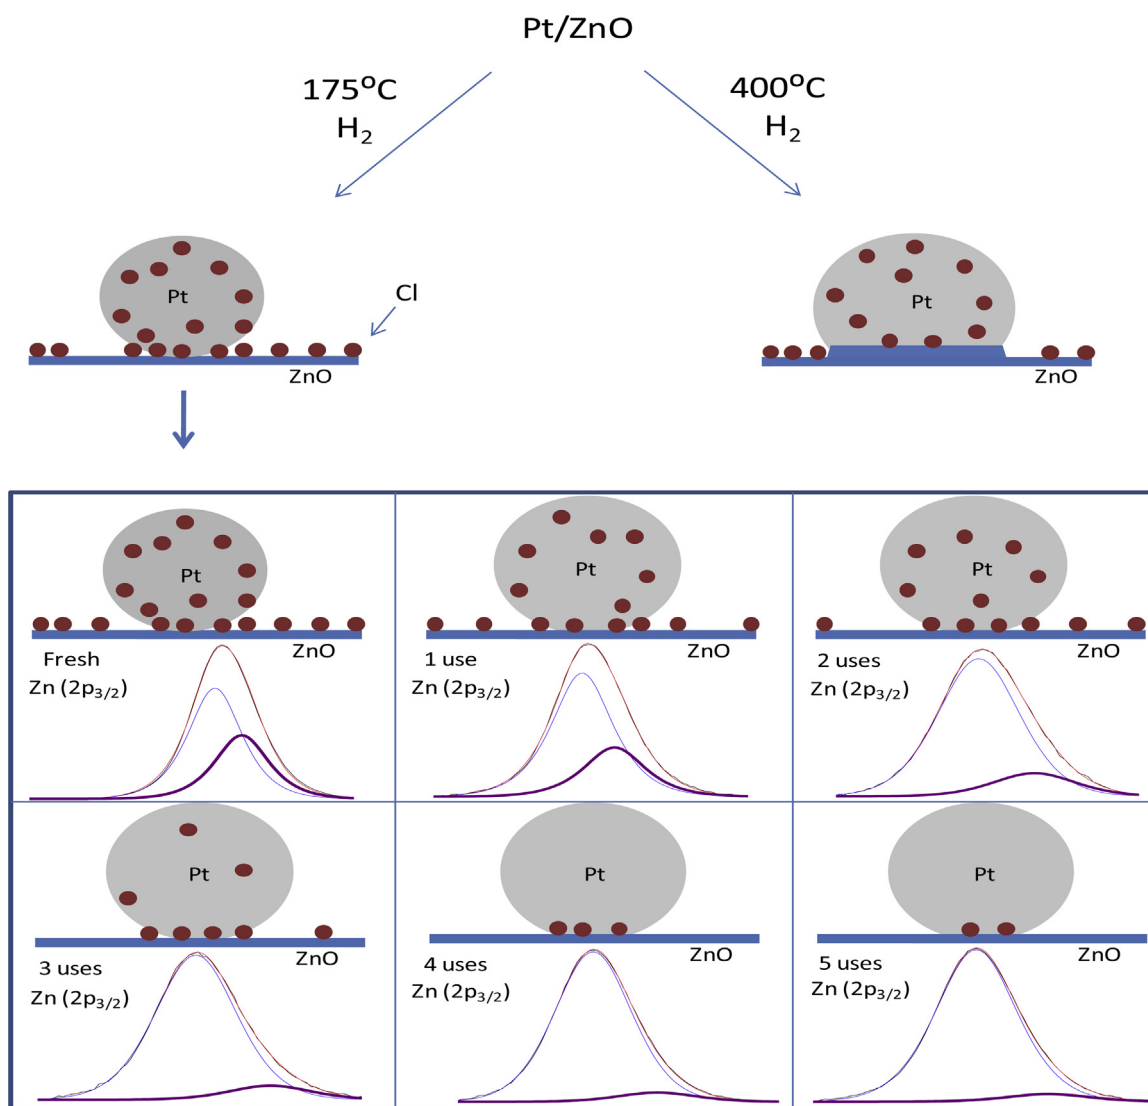 Pt/ZnO
175°C
H₂
400°C
H₂
Pt
Cl
ZnO
Pt
ZnO
Pt
ZnO
Fresh
Zn (2p₃/₂)
Pt
ZnO
1 use
Zn (2p₃/₂)
Pt
ZnO
2 uses
Zn (2p₃/₂)
Pt
ZnO
3 uses
Zn (2p₃/₂)
Pt
ZnO
4 uses
Zn (2p₃/₂)
Pt
ZnO
5 uses
Zn (2p₃/₂)